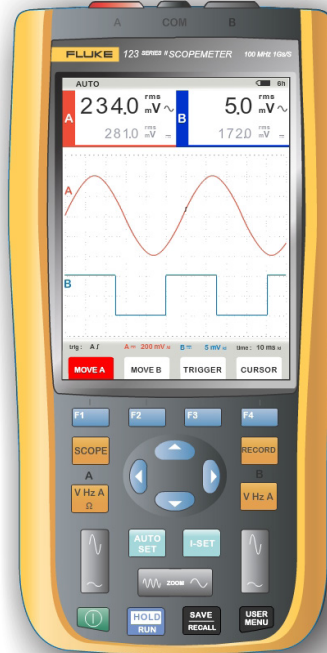 A COM B
FLUKE 123 SERIES II SCOPEMETER 100 MHz 1Gs/S
AUTO 6h
A 234.0 rms mV
281.0 rms mV
B 5.0 rms mV
172.0 rms mV
A
B
trig: A A 200 mV B 5 mV time: 10 ms
MOVE A MOVE B TRIGGER CURSOR
F1 F2 F3 F4
SCOPE RECORD
A B
V Hz A Ω
V Hz A
AUTO SET
I-SET
ZOOM
HOLD RUN
SAVE RECALL
USER MENU